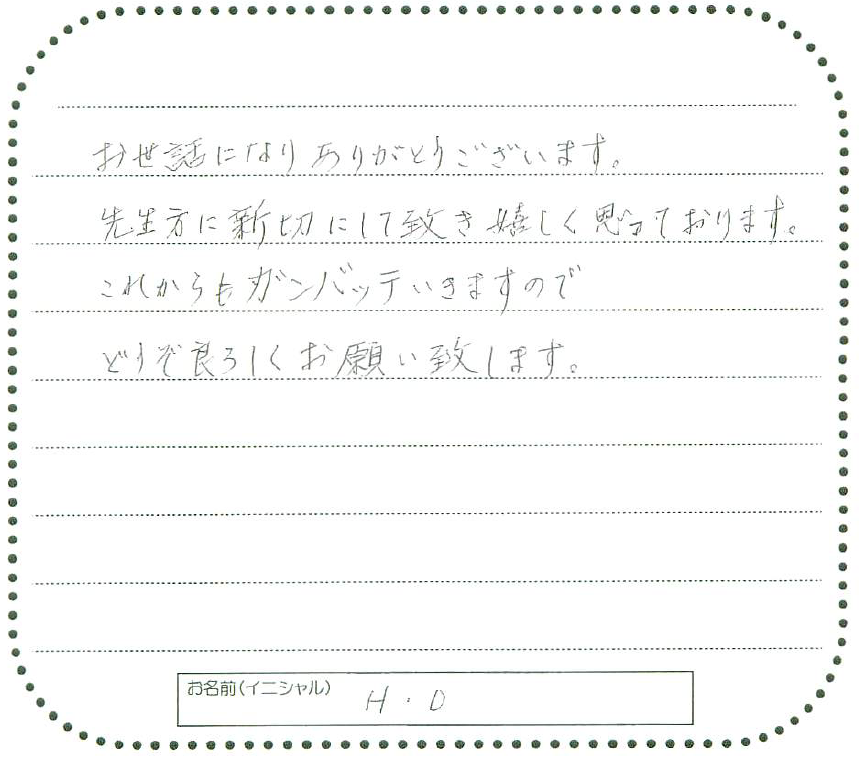 お世話になりありがとうございます。
先生方に新切にして致き嬉しく思っております。
これからもガンバッテいきますので
どうぞ良ろしくお願い致します。
お名前(イニシャル) H・O